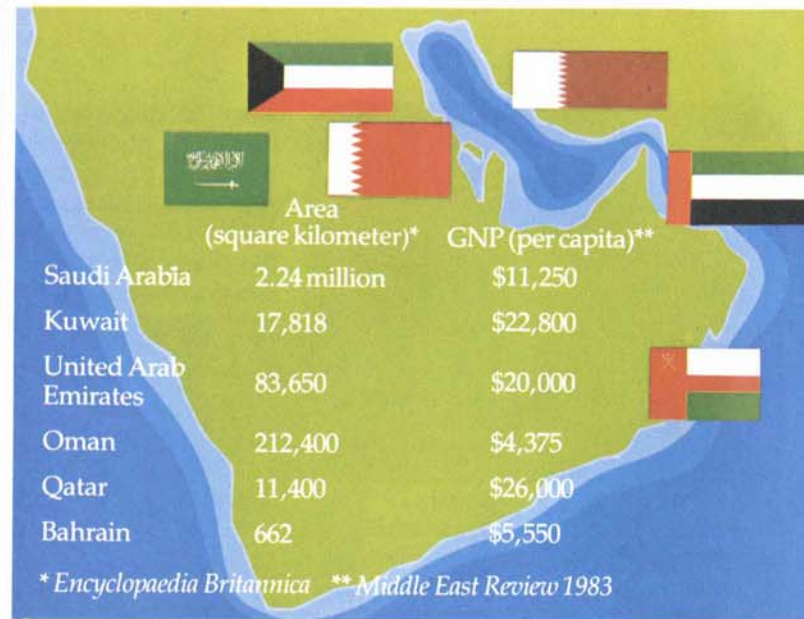 Area
(square kilometer)* GNP (per capita)**
Saudi Arabia 2.24 million $11,250
Kuwait 17,818 $22,800
United Arab
Emirates 83,650 $20,000
Oman 212,400 $4,375
Qatar 11,400 $26,000
Bahrain 662 $5,550
* Encyclopaedia Britannica ** Middle East Review 1983